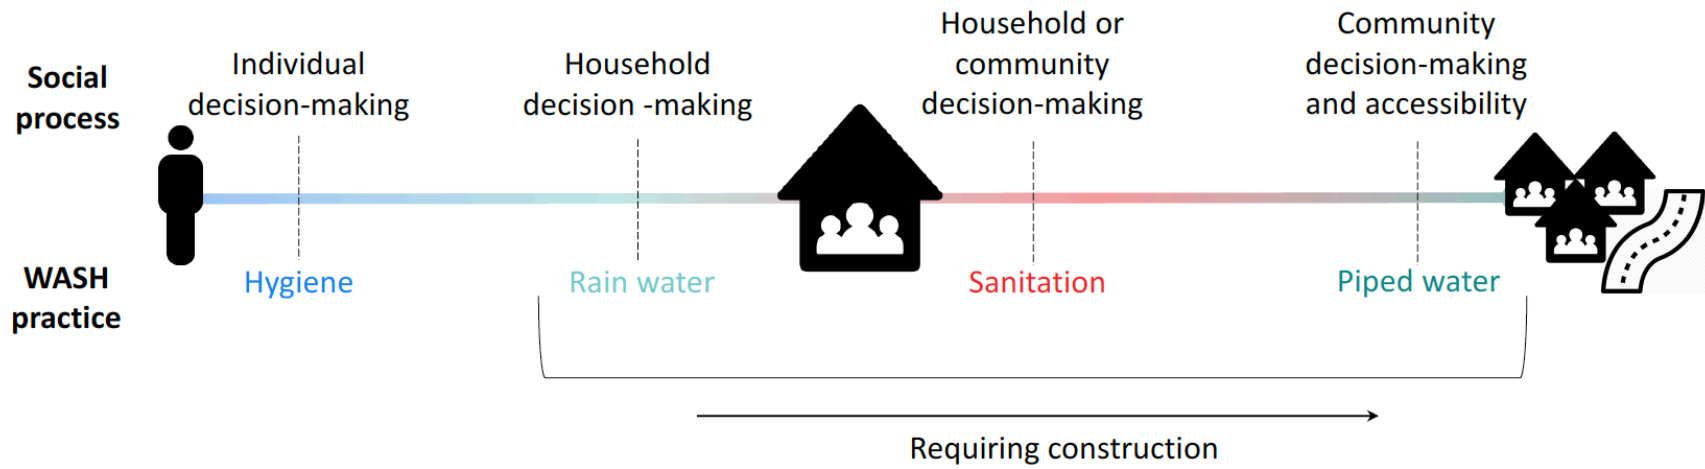 Social
process
Individual
decision-making
Household
decision -making
Household or
community
decision-making
Community
decision-making
and accessibility
WASH
practice
Hygiene
Rain water
Sanitation
Piped water
Requiring construction